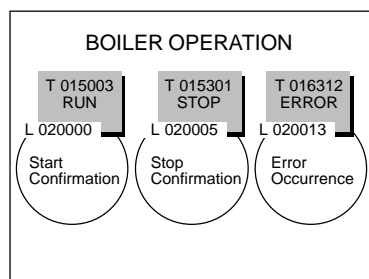 BOILER OPERATION
T 015003
RUN
T 015301
STOP
T 016312
ERROR
L 020000
L 020005
L 020013
Start
Confirmation
Stop
Confirmation
Error
Occurrence